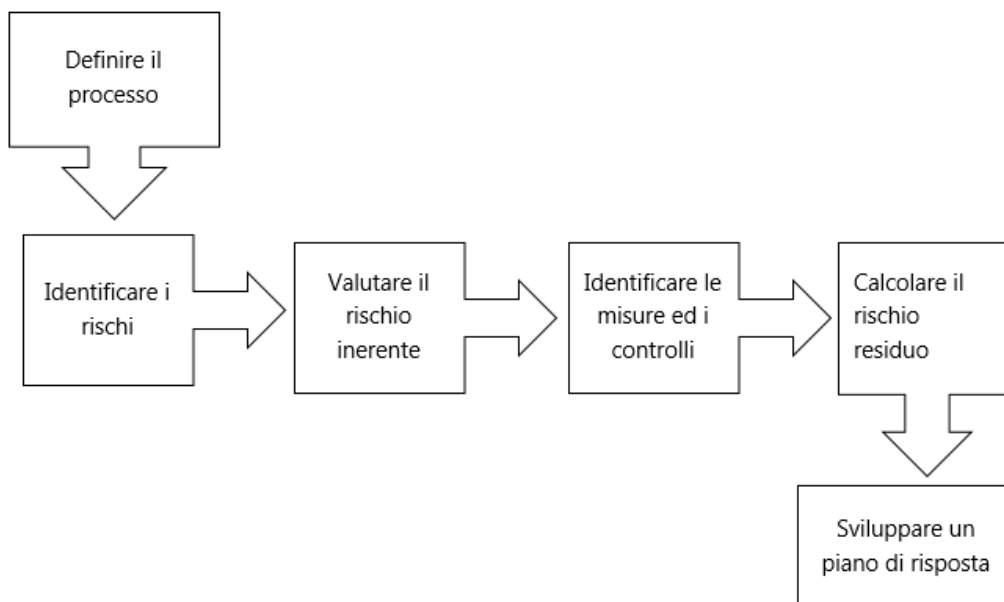 Definire il
processo
Identificare i
rischi
Valutare il
rischio
inerente
Identificare le
misure ed i
controlli
Calcolare il
rischio
residuo
Sviluppare un
piano di risposta